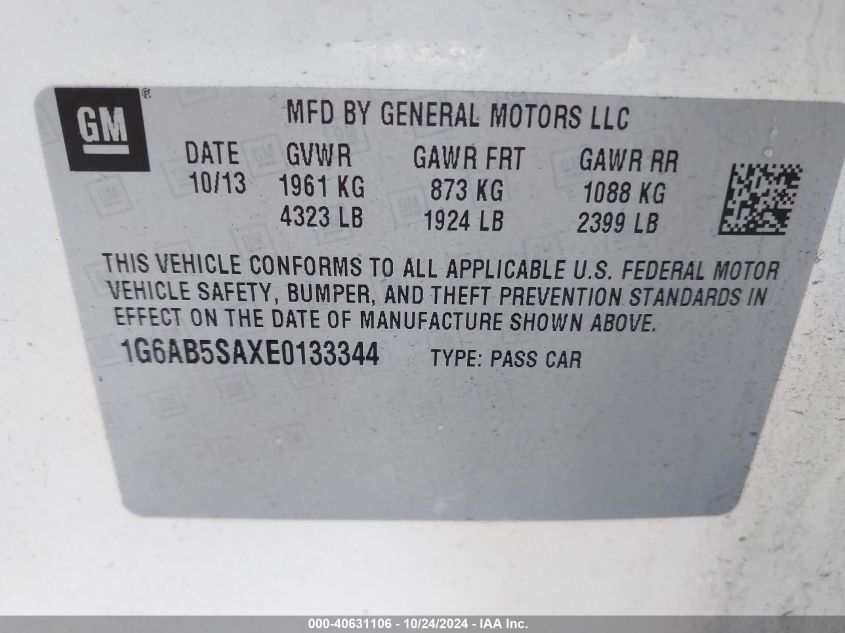 GM®
MFD BY GENERAL MOTORS LLC
DATE GVWR GAWR FRT GAWR RR
10/13 1961 KG 873 KG 1088 KG
4323 LB 1924 LB 2399 LB
THIS VEHICLE CONFORMS TO ALL APPLICABLE U.S. FEDERAL MOTOR
VEHICLE SAFETY, BUMPER, AND THEFT PREVENTION STANDARDS IN
EFFECT ON THE DATE OF MANUFACTURE SHOWN ABOVE.
1G6AB5SAXE0133344 TYPE: PASS CAR
000-40631106 - 10/24/2024 - IAA Inc.